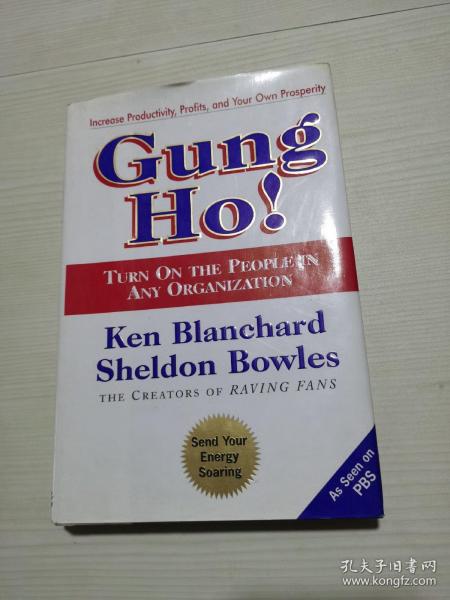 Increase Productivity, Profits, and Your Own Prosperity
Gung
Ho!
TURN ON THE PEOPLE IN
ANY ORGANIZATION
Ken Blanchard
Sheldon Bowles
THE CREATORS OF RAVING FANS
Send Your
Energy
Soaring
As Seen on
PBS
孔夫子旧书网
www.kongfz.com